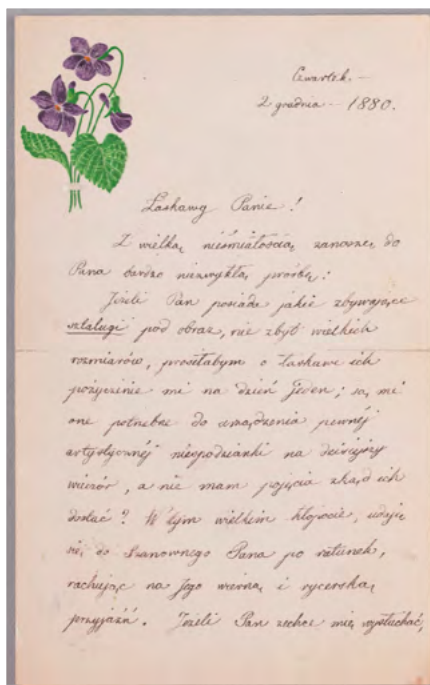 Czwartek. —
2 grudnia — 1880.
Łaskawy Panie!
Z wielką nieśmiałością zanoszę do
Pana bardzo niezwykłą prośbę:
Jeżeli Pan posiada jakie zbywające
sztalugi pod obraz, nie zbyt wielkich
rozmiarów, prosiłabym o łaskawe ich
pożyczenie mi na dzień jeden; są mi
one potrzebne do urządzenia pewnéj
artystycznéj niespodzianki na dzisiejszy
wieczór, a nie mam pojęcia zkąd ich
dostać? W tym wielkim kłopocie, udaję
się do Szanownego Pana po ratunek,
rachując na Jego wierną i rycerską
przyjaźń. Jeżeli Pan zechce mię wysłuchać,